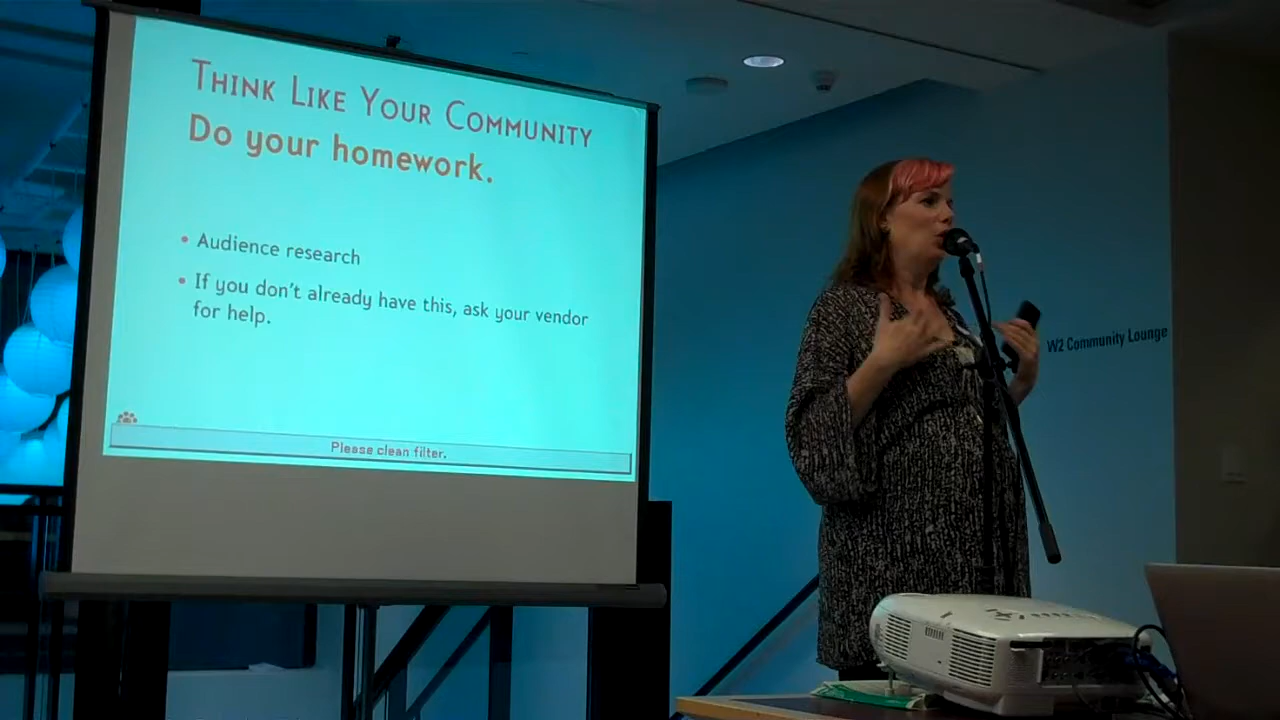 Think Like Your Community
Do your homework.
• Audience research
• If you don't already have this, ask your vendor
for help.
Please clean filter.
W2 Community Lounge